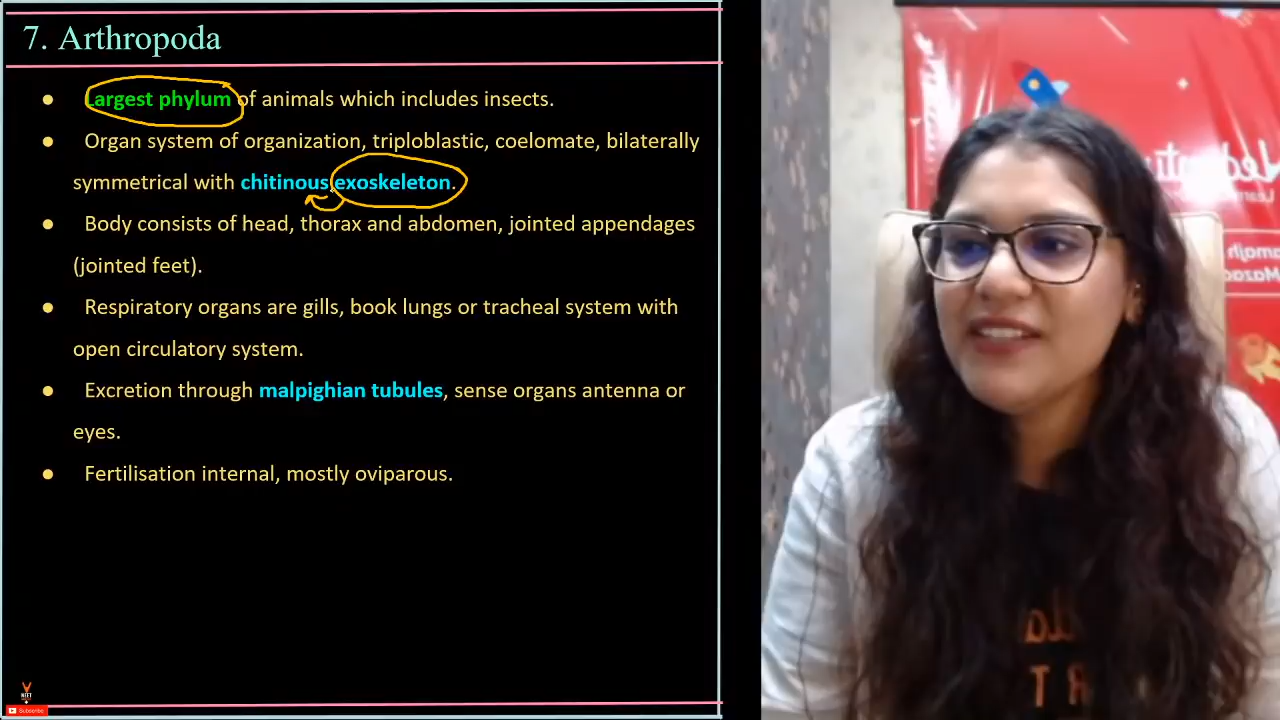 7. Arthropoda
● Largest phylum of animals which includes insects.
● Organ system of organization, triploblastic, coelomate, bilaterally
symmetrical with chitinous exoskeleton.
● Body consists of head, thorax and abdomen, jointed appendages
(jointed feet).
● Respiratory organs are gills, book lungs or tracheal system with
open circulatory system.
● Excretion through malpighian tubules, sense organs antenna or
eyes.
● Fertilisation internal, mostly oviparous.
NEET
Subscribe